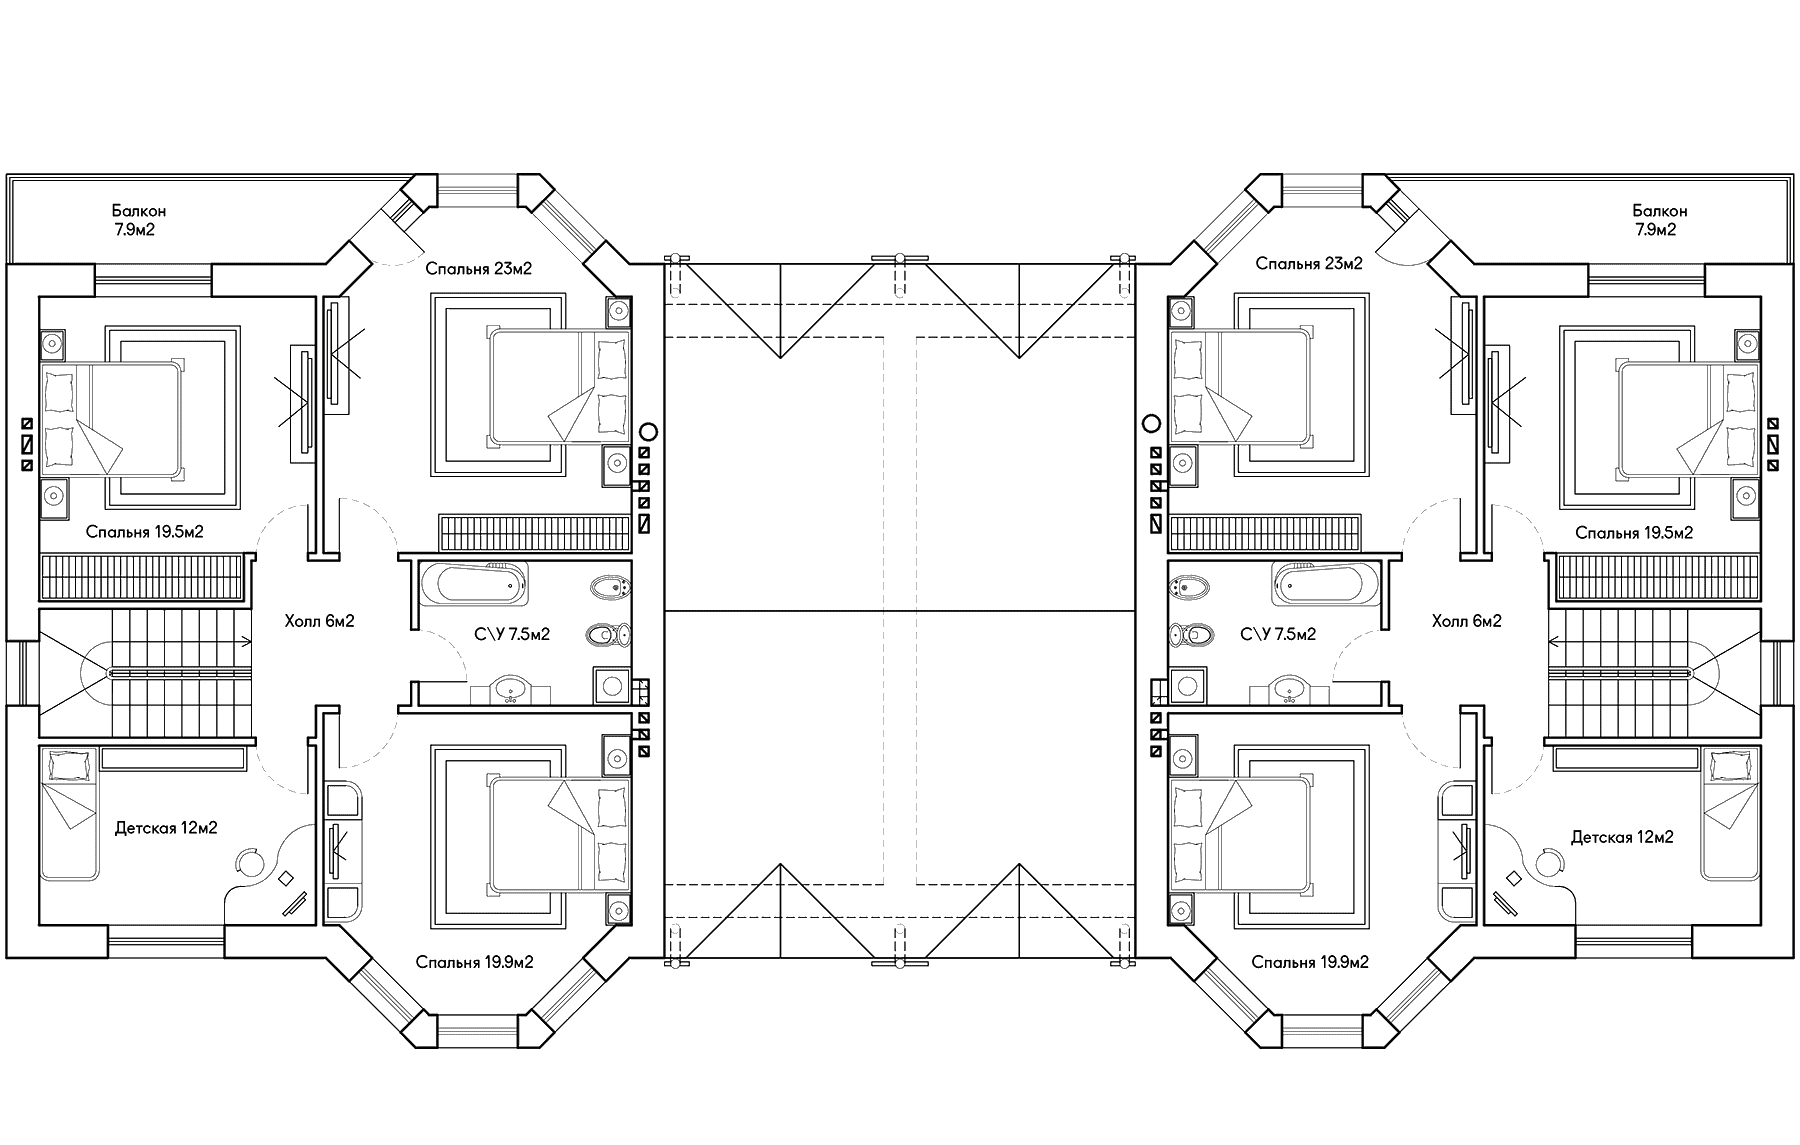 Балкон
7.9м2
Спальня 23м2
Спальня 19.5м2
Холл 6м2
С\У 7.5м2
Детская 12м2
Спальня 19.9м2
Спальня 23м2
Балкон
7.9м2
Спальня 19.5м2
С\У 7.5м2
Холл 6м2
Детская 12м2
Спальня 19.9м2